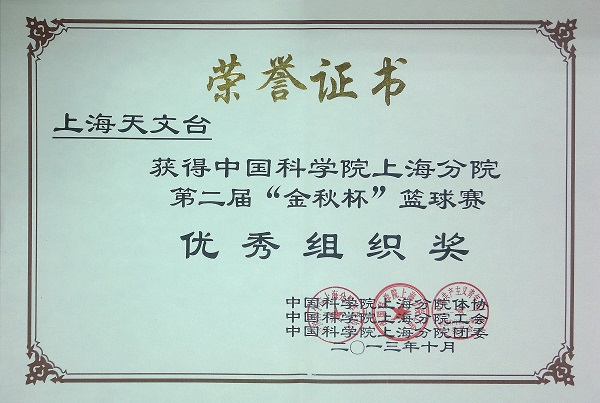 荣誉证书
上海天文台
获得中国科学院上海分院
第二届“金秋杯”篮球赛
优秀组织奖
中国科学院上海分院体协
中国科学院上海分院工会
中国科学院上海分院团委
二〇一三年十月